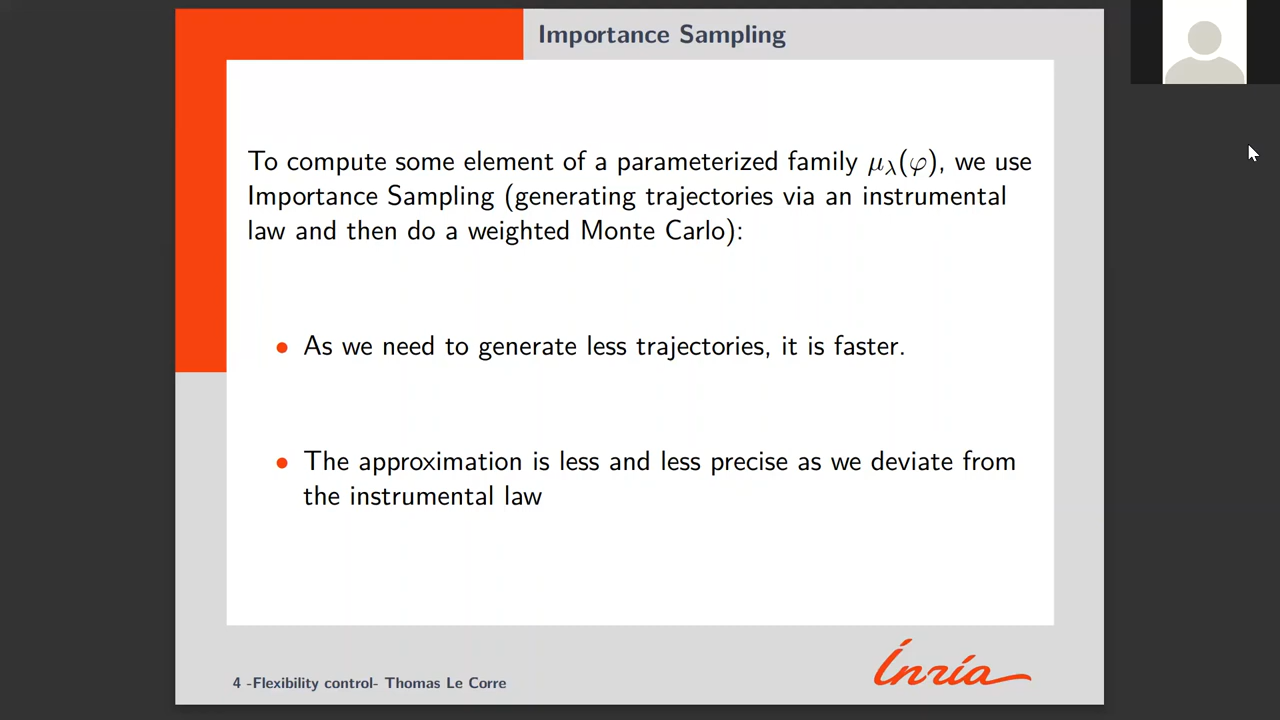 Importance Sampling
To compute some element of a parameterized family μλ(φ), we use
Importance Sampling (generating trajectories via an instrumental
law and then do a weighted Monte Carlo):
• As we need to generate less trajectories, it is faster.
• The approximation is less and less precise as we deviate from
the instrumental law
4 -Flexibility control- Thomas Le Corre
Inria